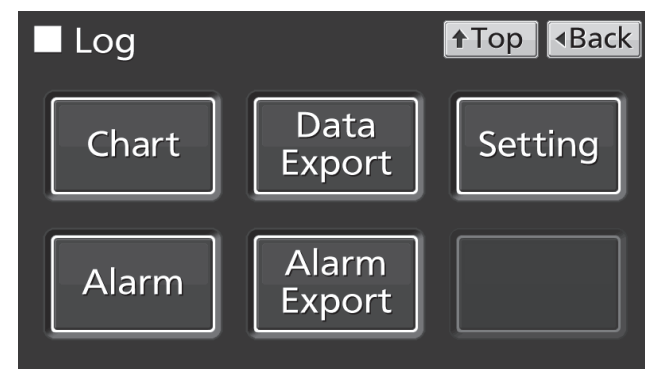 Log
Top
Back
Chart
Data
Export
Setting
Alarm
Alarm
Export